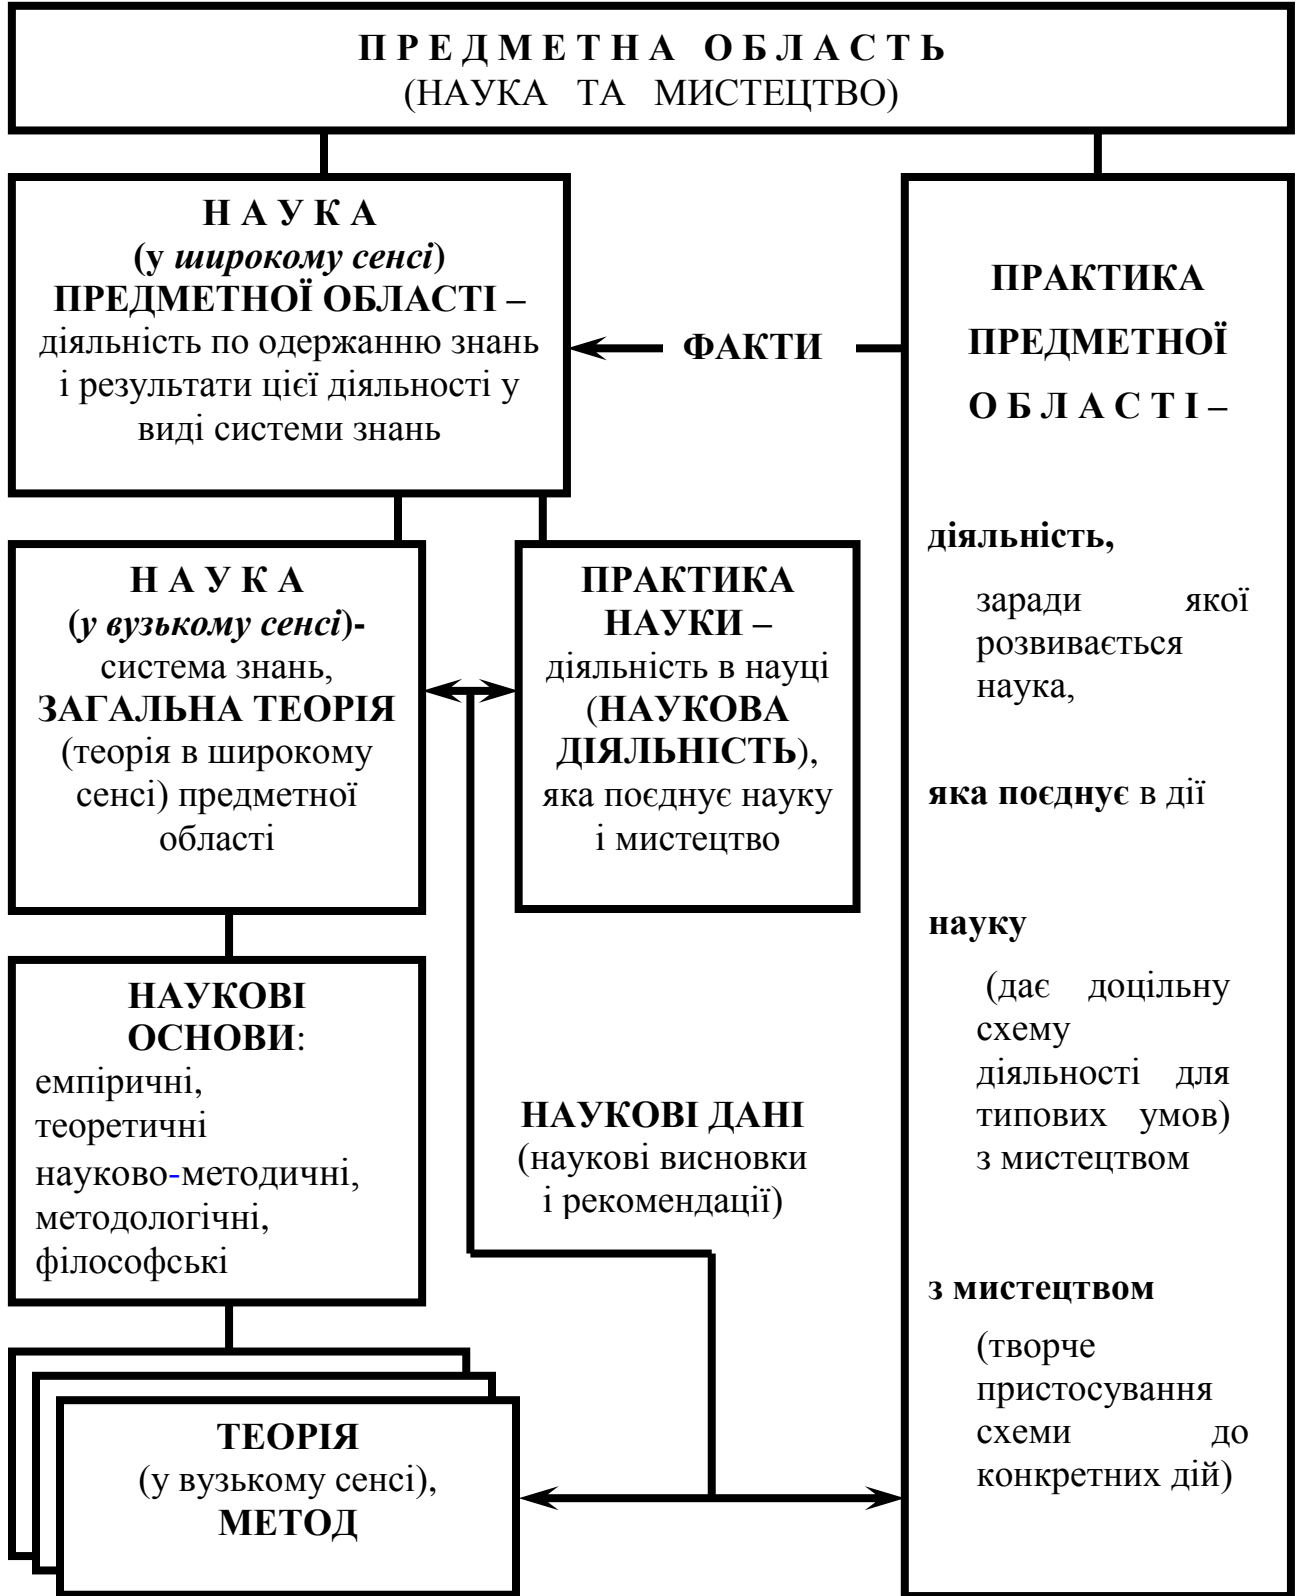 П Р Е Д М Е Т Н А О Б Л А С Т Ь
(НАУКА ТА МИСТЕЦТВО)
Н А У К А
(у широкому сенсі)
ПРЕДМЕТНОЇ ОБЛАСТІ –
діяльність по одержанню знань
і результати цієї діяльності у
виді системи знань
ФАКТИ
ПРАКТИКА
ПРЕДМЕТНОЇ
О Б Л А С Т І –
діяльність,
заради якої
розвивається
наука,
яка поєднує в дії
науку
(дає доцільну
схему
діяльності для
типових умов)
з мистецтвом
з мистецтвом
(творче
пристосування
схеми до
конкретних дій)
Н А У К А
(у вузькому сенсі)-
система знань,
ЗАГАЛЬНА ТЕОРІЯ
(теорія в широкому
сенсі) предметної
області
ПРАКТИКА
НАУКИ –
діяльність в науці
(НАУКОВА
ДІЯЛЬНІСТЬ),
яка поєднує науку
і мистецтво
НАУКОВІ
ОСНОВИ:
емпіричні,
теоретичні
науково-методичні,
методологічні,
філософські
НАУКОВІ ДАНІ
(наукові висновки
і рекомендації)
ТЕОРІЯ
(у вузькому сенсі),
МЕТОД